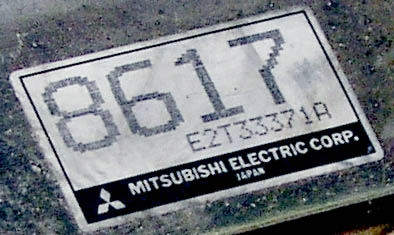 8617
E2T33371A
MITSUBISHI ELECTRIC CORP.
JAPAN